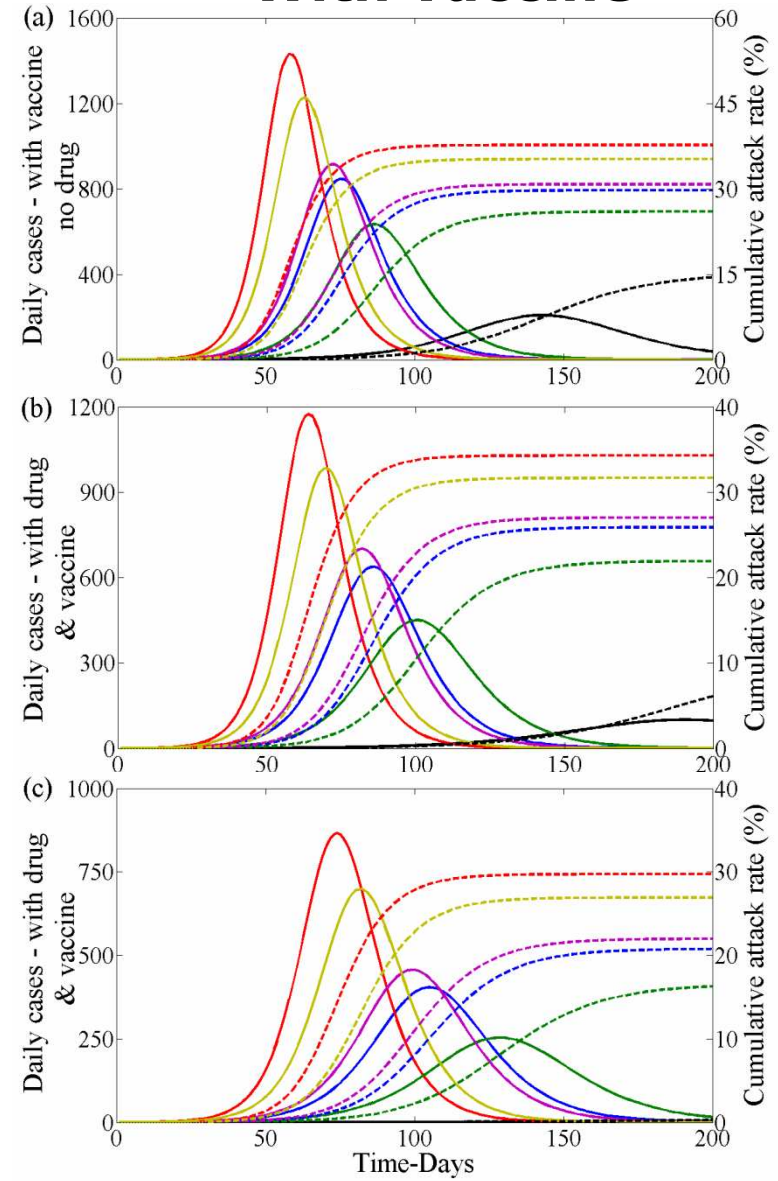 (a)
Daily cases - with vaccine
no drug
1600
1200
800
400
0
60
45
30
15
0
Cumulative attack rate (%)
0 50 100 150 200
(b)
Daily cases - with drug
& vaccine
1200
900
600
300
0
40
30
20
10
0
Cumulative attack rate (%)
0 50 100 150 200
(c)
Daily cases - with drug
& vaccine
1000
750
500
250
0
40
30
20
10
0
Cumulative attack rate (%)
0 50 100 150 200
Time-Days